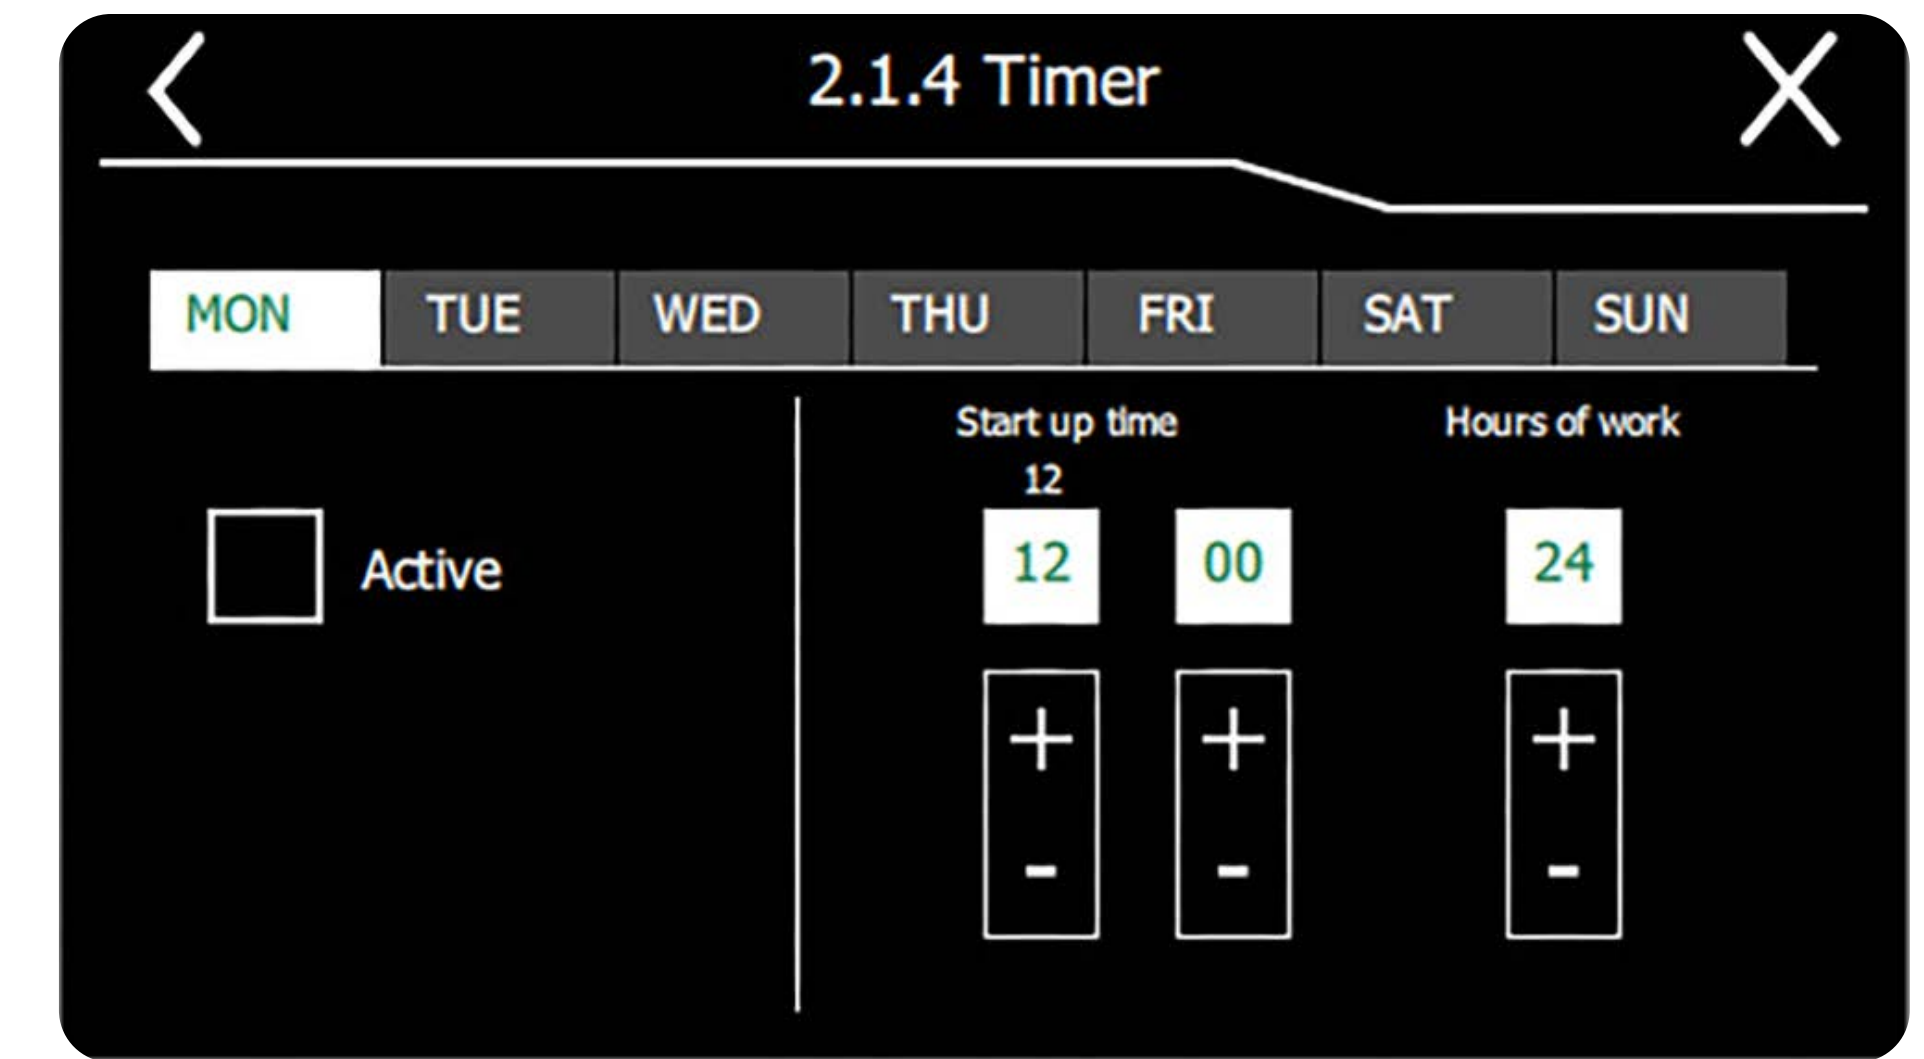 2.1.4 Timer
MON TUE WED THU FRI SAT SUN
Start up time Hours of work
12
Active 12 00 24
+ + +
- - -